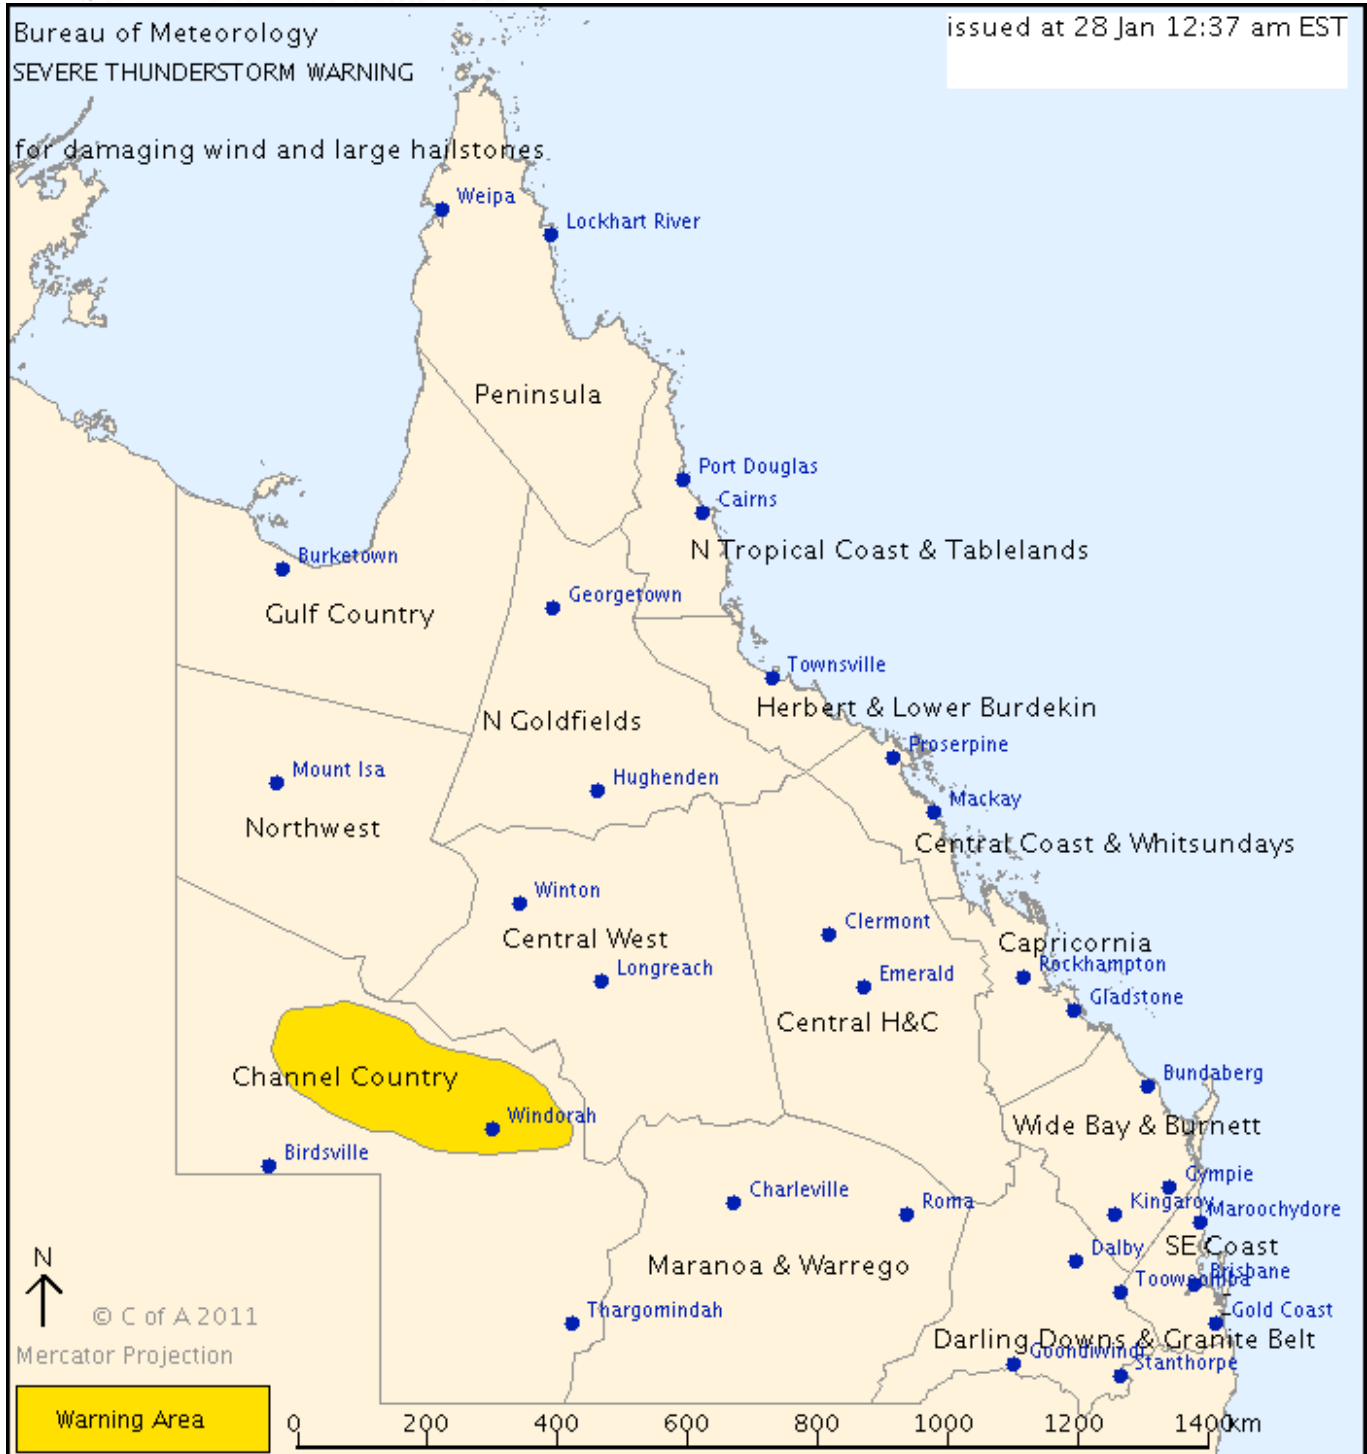 Bureau of Meteorology
issued at 28 Jan 12:37 am EST
SEVERE THUNDERSTORM WARNING
for damaging wind and large hailstones
Weipa
Lockhart River
Peninsula
Port Douglas
Cairns
N Tropical Coast & Tablelands
Burketown
Georgetown
Gulf Country
Townsville
Herbert & Lower Burdekin
N Goldfields
Proserpine
Mount Isa
Hughenden
Mackay
Northwest
Central Coast & Whitsundays
Winton
Clermont
Central West
Capricornia
Rockhampton
Longreach
Emerald
Gladstone
Central H&C
Channel Country
Bundaberg
Windorah
Wide Bay & Burnett
Birdsville
Gympie
Charleville
Roma
Kingaroy
Maroochydore
SE Coast
Dalby
Maranoa & Warrego
Brisbane
Toowoomba
N
Thargomindah
Gold Coast
© C of A 2011
Darling Downs & Granite Belt
Goondiwindi
Mercator Projection
Stanthorpe
Warning Area
0 200 400 600 800 1000 1200 1400km